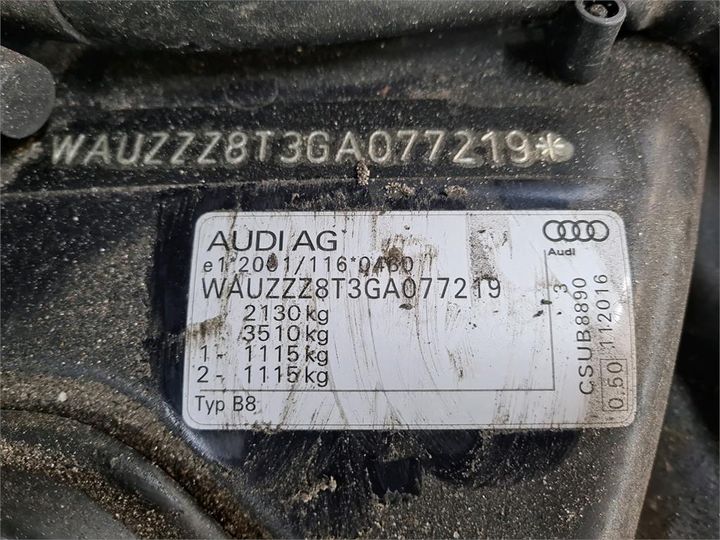 *WAUZZZ8T3GA077219*
AUDI AG
Audi
e1*2001/116*0460
WAUZZZ8T3GA077219
2130 kg
3510 kg
1- 1115 kg
2- 1115 kg
Typ B8
3
CSUB8890
0.50 112016